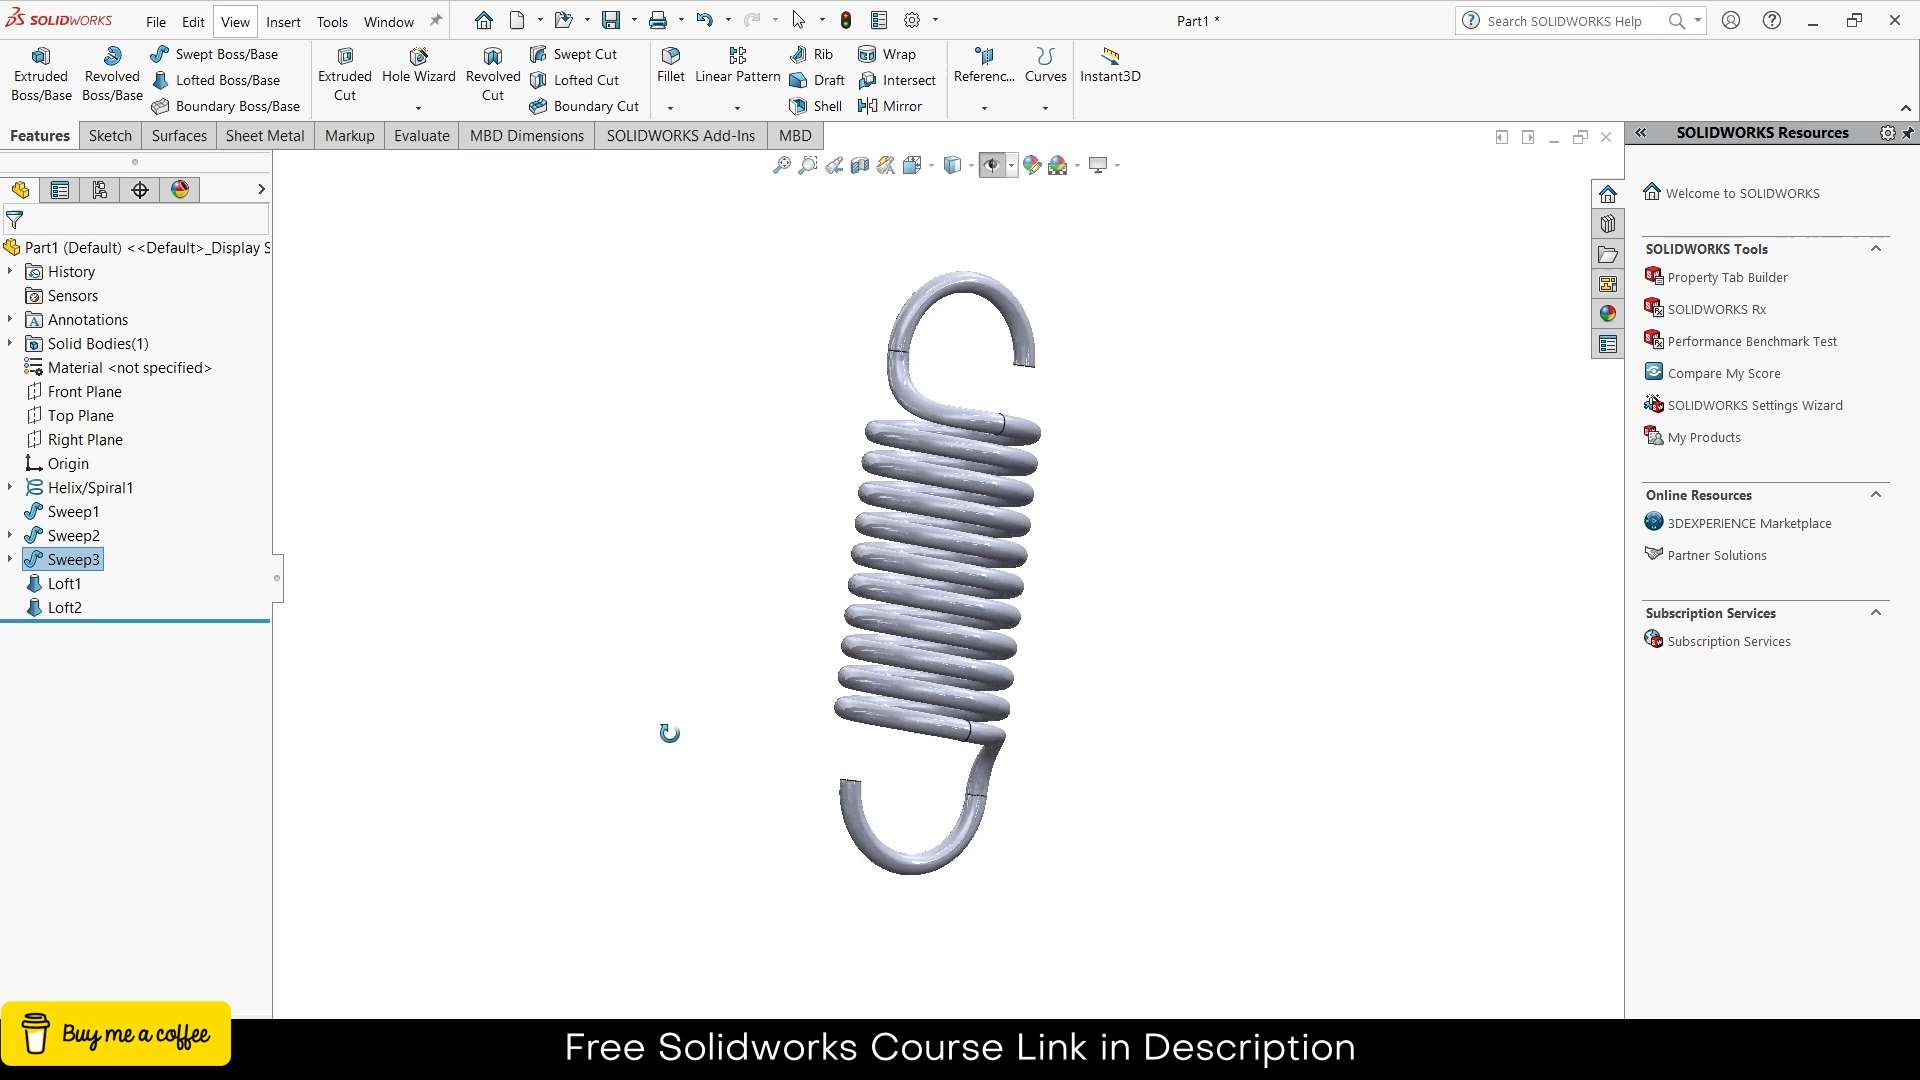 SOLIDWORKS File Edit View Insert Tools Window Part1 * Search SOLIDWORKS Help
Extruded Boss/Base
Revolved Boss/Base
Swept Boss/Base
Lofted Boss/Base
Boundary Boss/Base
Extruded Cut
Hole Wizard
Revolved Cut
Swept Cut
Lofted Cut
Boundary Cut
Fillet
Linear Pattern
Rib
Draft
Shell
Wrap
Intersect
Mirror
Referenc...
Curves
Instant3D
Features Sketch Surfaces Sheet Metal Markup Evaluate MBD Dimensions SOLIDWORKS Add-Ins MBD
Part1 (Default) <<Default>_Display S
History
Sensors
Annotations
Solid Bodies(1)
Material <not specified>
Front Plane
Top Plane
Right Plane
Origin
Helix/Spiral1
Sweep1
Sweep2
Sweep3
Loft1
Loft2
SOLIDWORKS Resources
Welcome to SOLIDWORKS
SOLIDWORKS Tools
Property Tab Builder
SOLIDWORKS Rx
Performance Benchmark Test
Compare My Score
SOLIDWORKS Settings Wizard
My Products
Online Resources
3DEXPERIENCE Marketplace
Partner Solutions
Subscription Services
Subscription Services
Buy me a coffee
Free Solidworks Course Link in Description